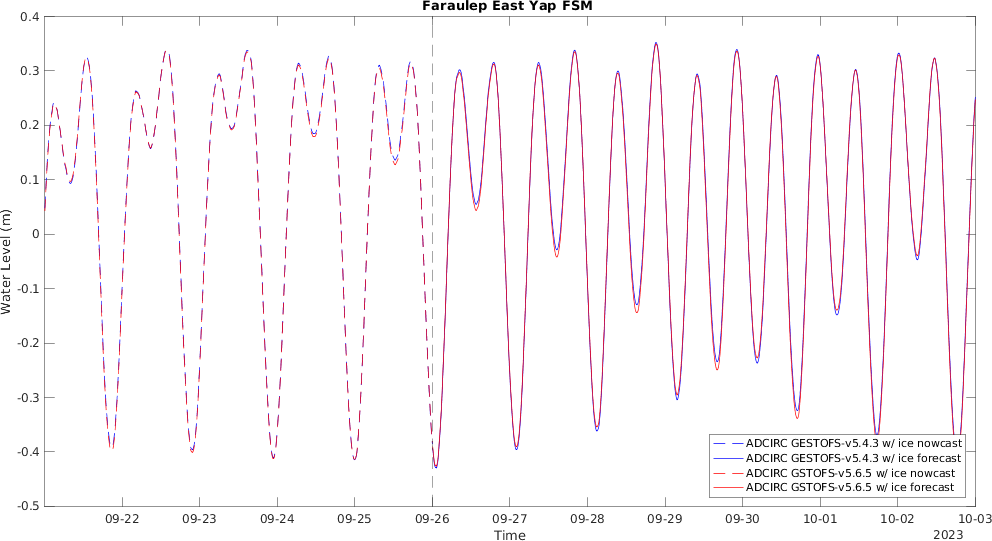 Faraulep East Yap FSM
0.4
0.3
0.2
0.1
0
-0.1
-0.2
-0.3
-0.4
-0.5
Water Level (m)
ADCIRC GESTOFS-v5.4.3 w/ ice nowcast
ADCIRC GESTOFS-v5.4.3 w/ ice forecast
ADCIRC GSTOFS-v5.6.5 w/ ice nowcast
ADCIRC GSTOFS-v5.6.5 w/ ice forecast
09-22 09-23 09-24 09-25 09-26 09-27 09-28 09-29 09-30 10-01 10-02 10-03
Time
2023